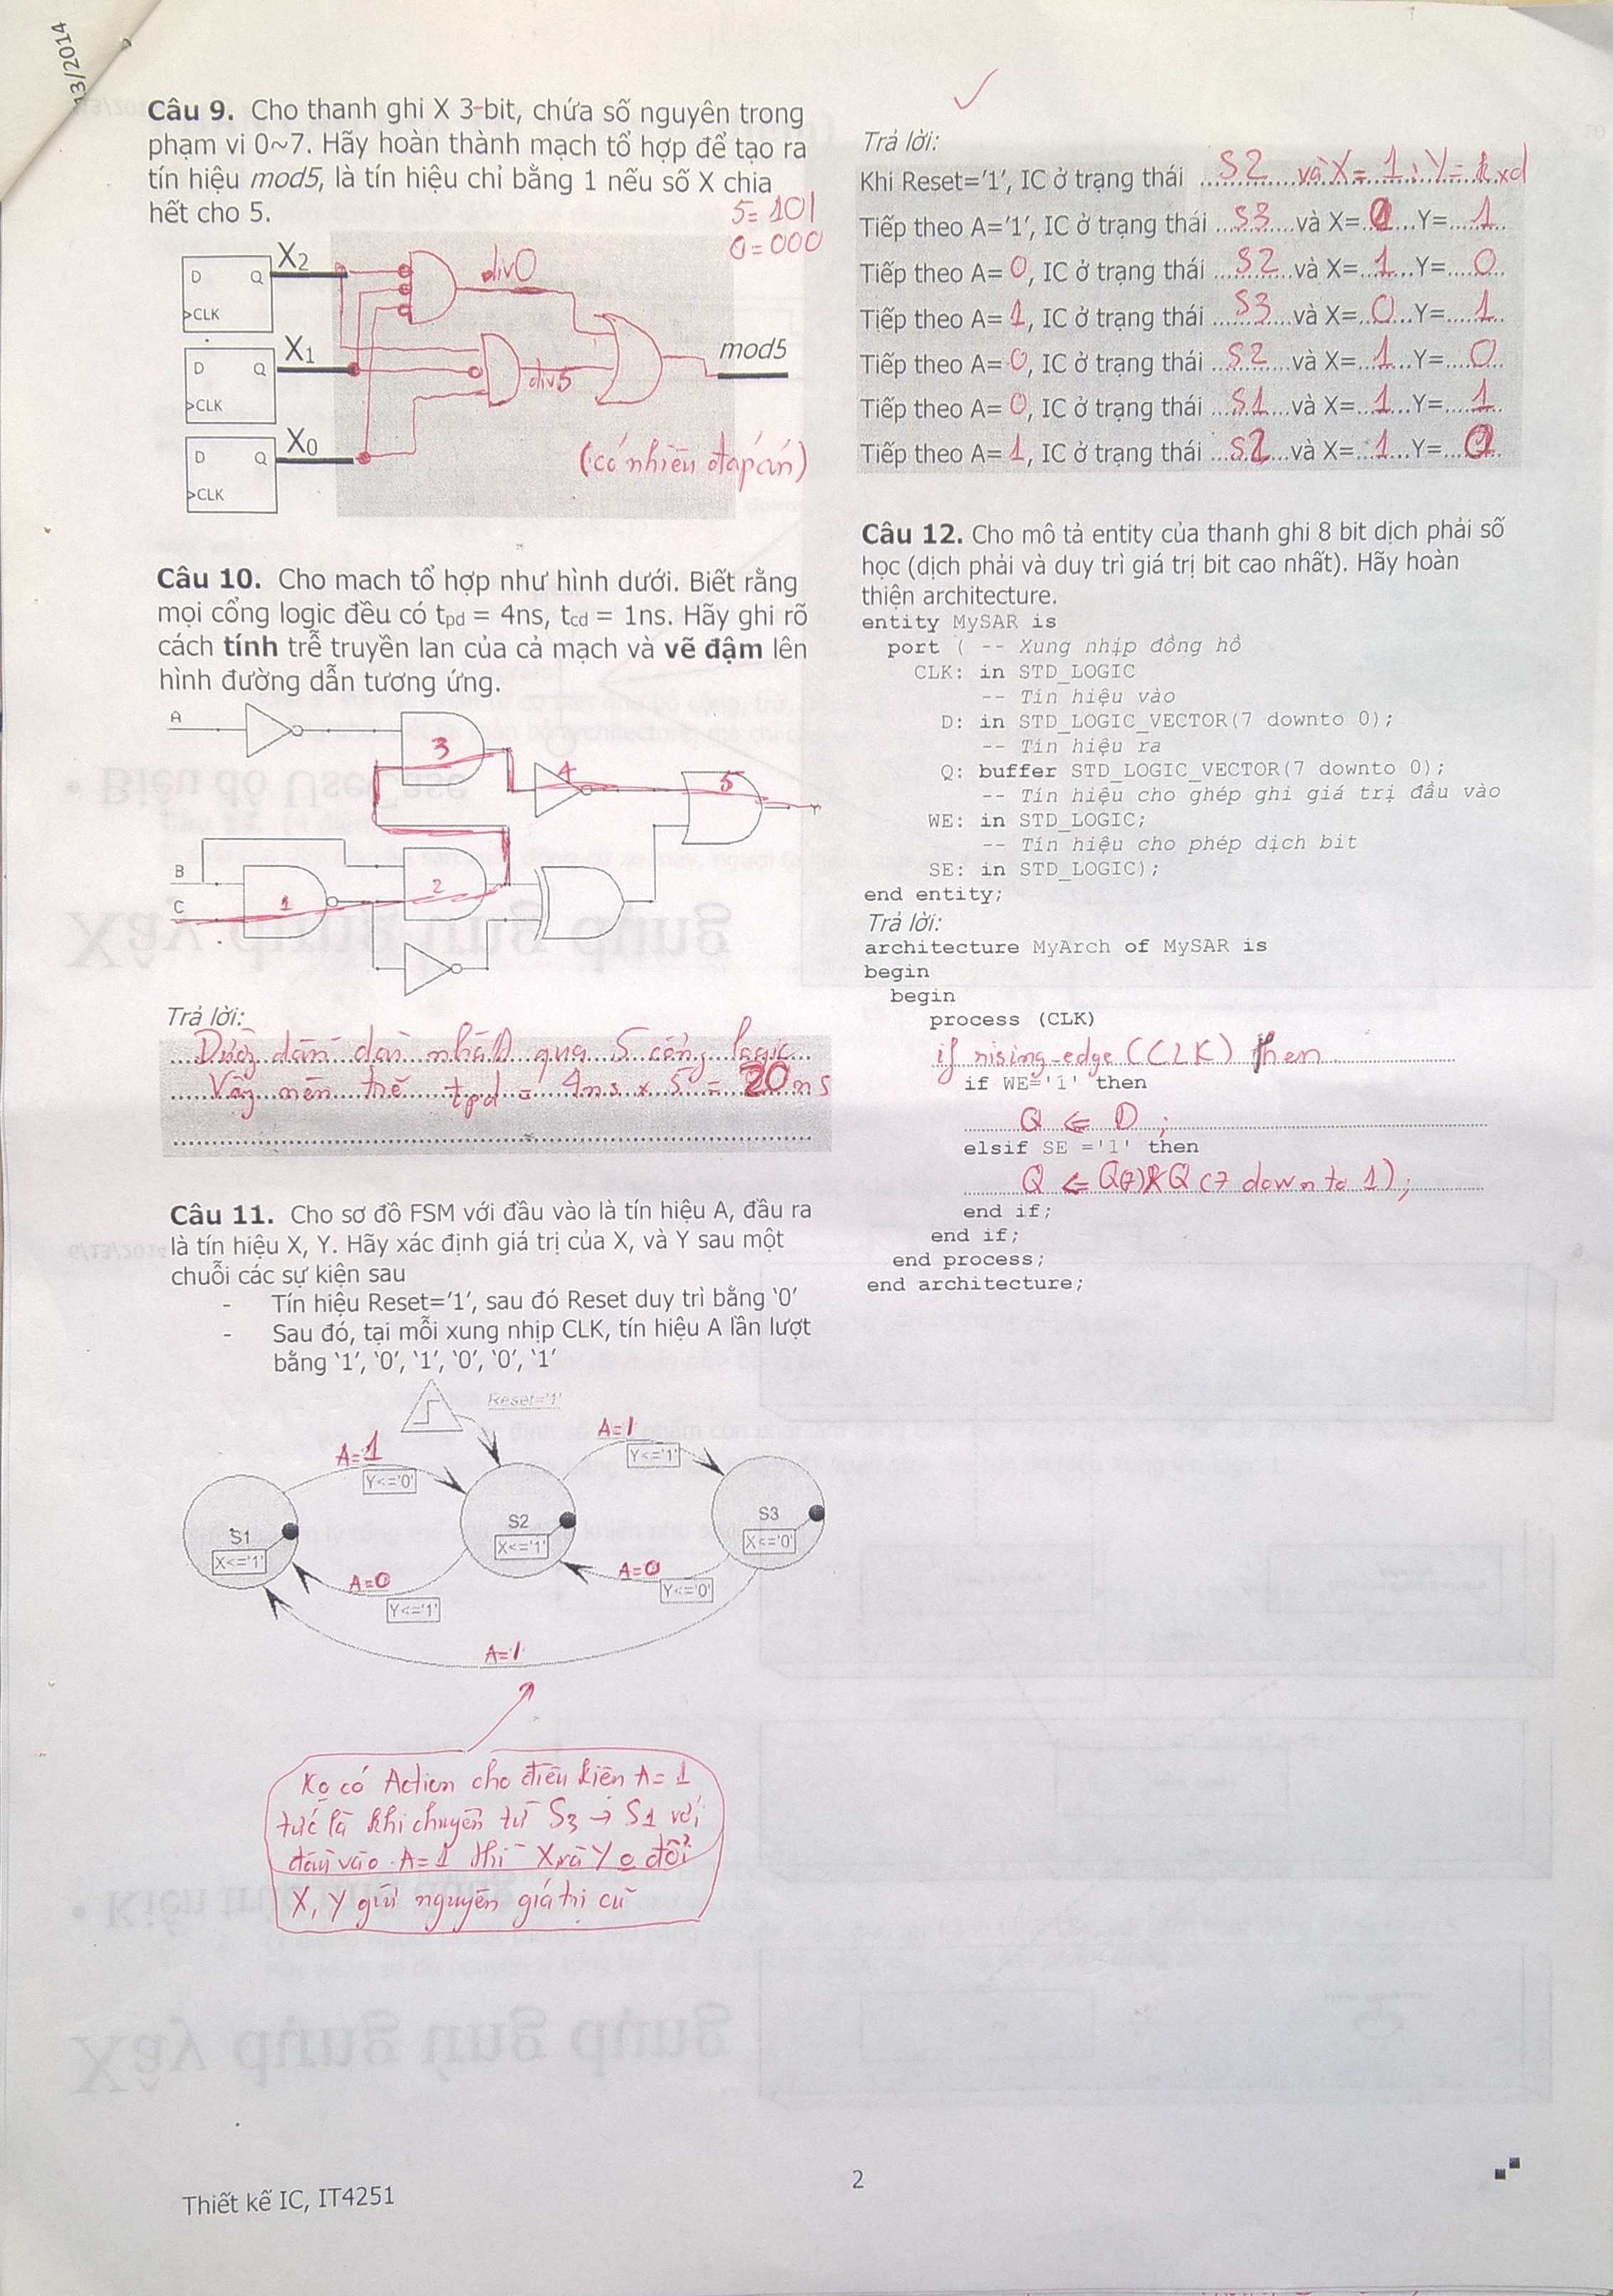 13/2014
Câu 9. Cho thanh ghi X 3-bit, chứa số nguyên trong
phạm vi 0~7. Hãy hoàn thành mạch tổ hợp để tạo ra
tín hiệu mod5, là tín hiệu chỉ bằng 1 nếu số X chia
hết cho 5.
5= 101
0=000
X2
D Q
CLK
div0
X1
D Q
CLK
div5
mod5
X0
D Q
CLK
(có nhiều đáp án)
Câu 10. Cho mạch tổ hợp như hình dưới. Biết rằng
mọi cổng logic đều có tpd = 4ns, tcd = 1ns. Hãy ghi rõ
cách tính trễ truyền lan của cả mạch và vẽ đậm lên
hình đường dẫn tương ứng.
A
3
4
5
B
C
1
2
Trả lời:
Đường dẫn dài nhất qua 5 cổng logic
Vậy nên trễ tpd = 4ns x 5 = 20ns
Câu 11. Cho sơ đồ FSM với đầu vào là tín hiệu A, đầu ra
là tín hiệu X, Y. Hãy xác định giá trị của X, và Y sau một
chuỗi các sự kiện sau
- Tín hiệu Reset='1', sau đó Reset duy trì bằng '0'
- Sau đó, tại mỗi xung nhịp CLK, tín hiệu A lần lượt
bằng '1', '0', '1', '0', '0', '1'
Reset='1'
A=1
Y<='0'
A=1
Y<='1'
S1
X<='1'
S2
X<='1'
S3
X<='0'
A=0
Y<='1'
A=0
Y<='0'
A=1
Ko có Action cho điều kiện A=1
tức là khi chuyển từ S3 → S1 với
đầu vào A=1 thì X và Y o đổi
X, Y giữ nguyên giá trị cũ
Trả lời:
Khi Reset='1', IC ở trạng thái S2 và X= 1; Y= kxd
Tiếp theo A='1', IC ở trạng thái S3 và X= 0 Y= 1
Tiếp theo A= 0, IC ở trạng thái S2 và X= 1 Y= 0
Tiếp theo A= 1, IC ở trạng thái S3 và X= 0 Y= 1
Tiếp theo A= 0, IC ở trạng thái S2 và X= 1 Y= 0
Tiếp theo A= 0, IC ở trạng thái S1 và X= 1 Y= 1
Tiếp theo A= 1, IC ở trạng thái S2 và X= 1 Y= 0
Câu 12. Cho mô tả entity của thanh ghi 8 bit dịch phải số
học (dịch phải và duy trì giá trị bit cao nhất). Hãy hoàn
thiện architecture.
entity MySAR is
port ( -- Xung nhịp đồng hồ
CLK: in STD_LOGIC
-- Tín hiệu vào
D: in STD_LOGIC_VECTOR(7 downto 0);
-- Tín hiệu ra
Q: buffer STD_LOGIC_VECTOR(7 downto 0);
-- Tín hiệu cho ghép ghi giá trị đầu vào
WE: in STD_LOGIC;
-- Tín hiệu cho phép dịch bit
SE: in STD_LOGIC);
end entity;
Trả lời:
architecture MyArch of MySAR is
begin
begin
process (CLK)
if rising-edge (CLK) then
if WE='1' then
Q <= D ;
elsif SE ='1' then
Q <= Q(7)&Q(7 downto 1);
end if;
end if;
end process;
end architecture;
Thiết kế IC, IT4251
2